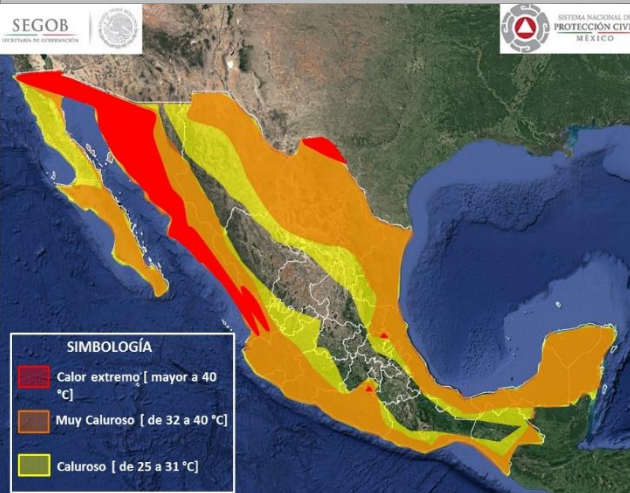 SEGOB
SECRETARÍA DE GOBERNACIÓN
SISTEMA NACIONAL DE
PROTECCIÓN CIVIL
MÉXICO
SIMBOLOGÍA
Calor extremo [ mayor a 40
°C]
Muy Caluroso [ de 32 a 40 °C]
Caluroso [ de 25 a 31 °C]